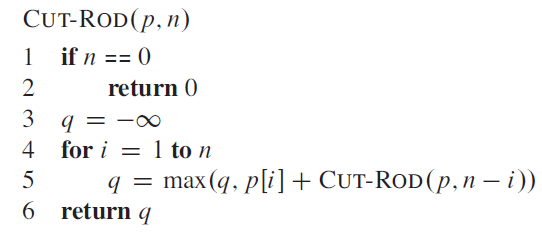 CUT-ROD(p, n)
1 if n == 0
2 return 0
3 q = −∞
4 for i = 1 to n
5 q = max(q, p[i] + CUT-ROD(p, n − i))
6 return q